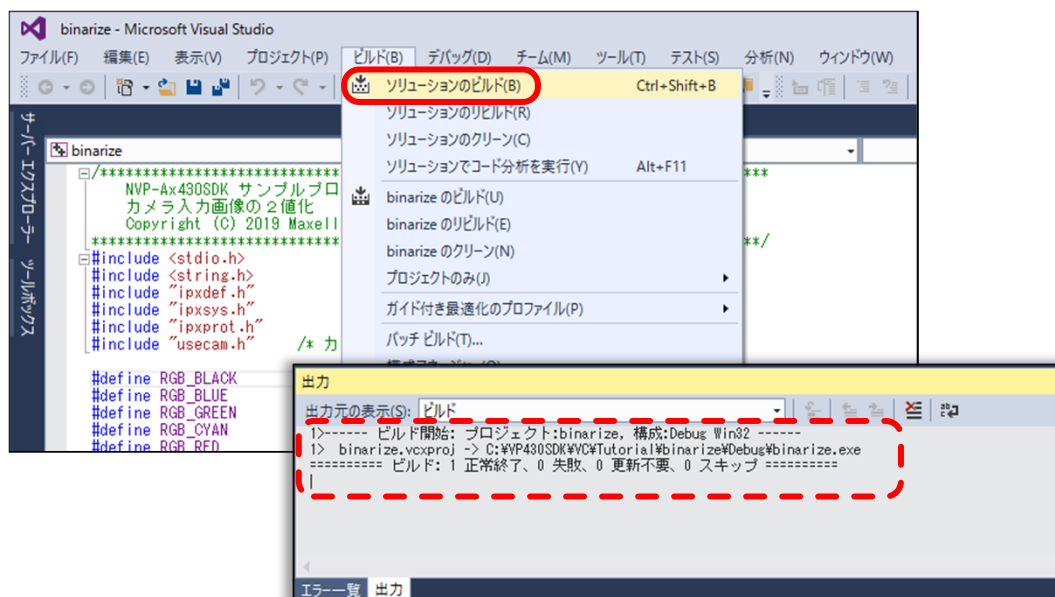 binarize - Microsoft Visual Studio
ファイル(F) 編集(E) 表示(V) プロジェクト(P) ビルド(B) デバッグ(D) チーム(M) ツール(T) テスト(S) 分析(N) ウィンドウ(W)
ソリューションのビルド(B) Ctrl+Shift+B
ソリューションのリビルド(R)
ソリューションのクリーン(C)
ソリューションでコード分析を実行(Y) Alt+F11
binarize のビルド(U)
binarize のリビルド(E)
binarize のクリーン(N)
プロジェクトのみ(J)
ガイド付き最適化のプロファイル(P)
バッチ ビルド(T)...
サーバー エクスプローラー
ツールボックス
binarize
/****************************
NVP-Ax430SDK サンプルプロ
カメラ入力画像の２値化
Copyright (C) 2019 Maxell
*****************************
***
**/
#include <stdio.h>
#include <string.h>
#include "ipxdef.h"
#include "ipxsys.h"
#include "ipxprot.h"
#include "usecam.h" /* カ
#define RGB_BLACK
#define RGB_BLUE
#define RGB_GREEN
#define RGB_CYAN
#define RGB_RED
出力
出力元の表示(S): ビルド
1>------ ビルド開始: プロジェクト:binarize, 構成:Debug Win32 ------
1> binarize.vcxproj -> C:¥VP430SDK¥VC¥Tutorial¥binarize¥Debug¥binarize.exe
========== ビルド: 1 正常終了、0 失敗、0 更新不要、0 スキップ ==========
エラー一覧 出力